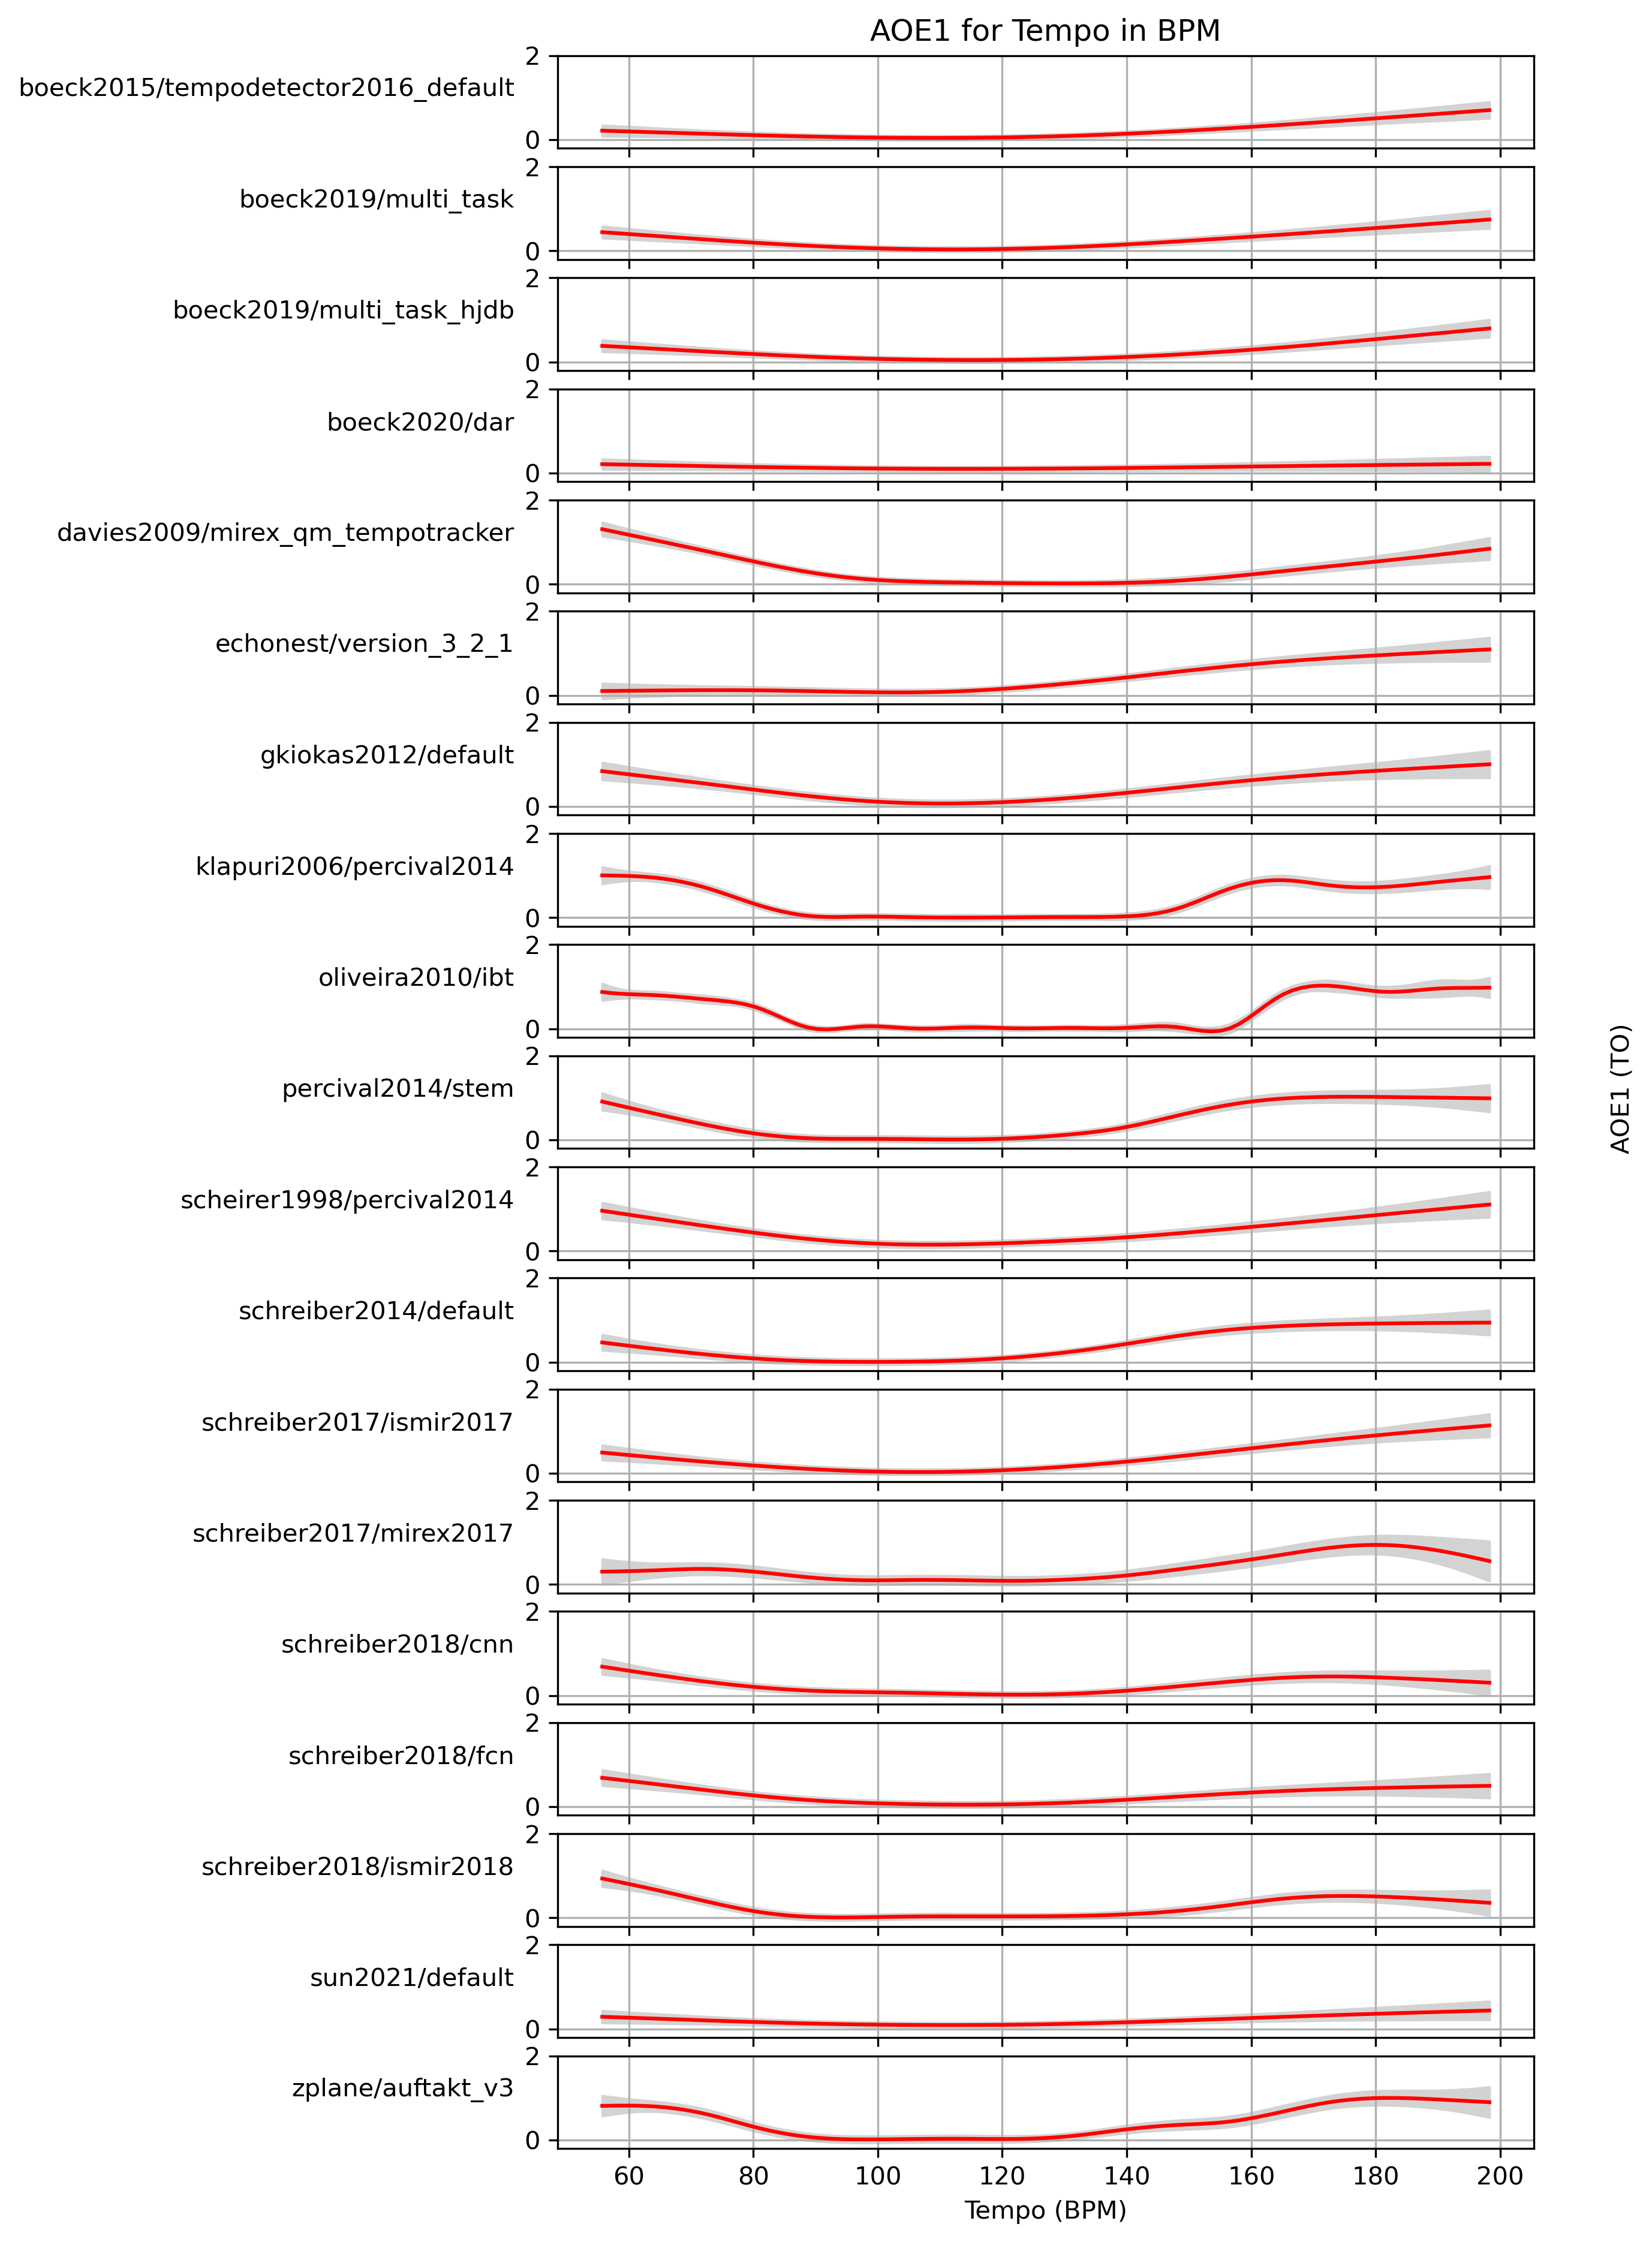 AOE1 for Tempo in BPM
2
boeck2015/tempodetector2016_default
0
2
boeck2019/multi_task
0
2
boeck2019/multi_task_hjdb
0
2
boeck2020/dar
0
2
davies2009/mirex_qm_tempotracker
0
2
echonest/version_3_2_1
0
2
gkiokas2012/default
0
2
klapuri2006/percival2014
0
2
oliveira2010/ibt
0
2
percival2014/stem
0
AOE1 (TO)
2
scheirer1998/percival2014
0
2
schreiber2014/default
0
2
schreiber2017/ismir2017
0
2
schreiber2017/mirex2017
0
2
schreiber2018/cnn
0
2
schreiber2018/fcn
0
2
schreiber2018/ismir2018
0
2
sun2021/default
0
2
zplane/auftakt_v3
0
60 80 100 120 140 160 180 200
Tempo (BPM)